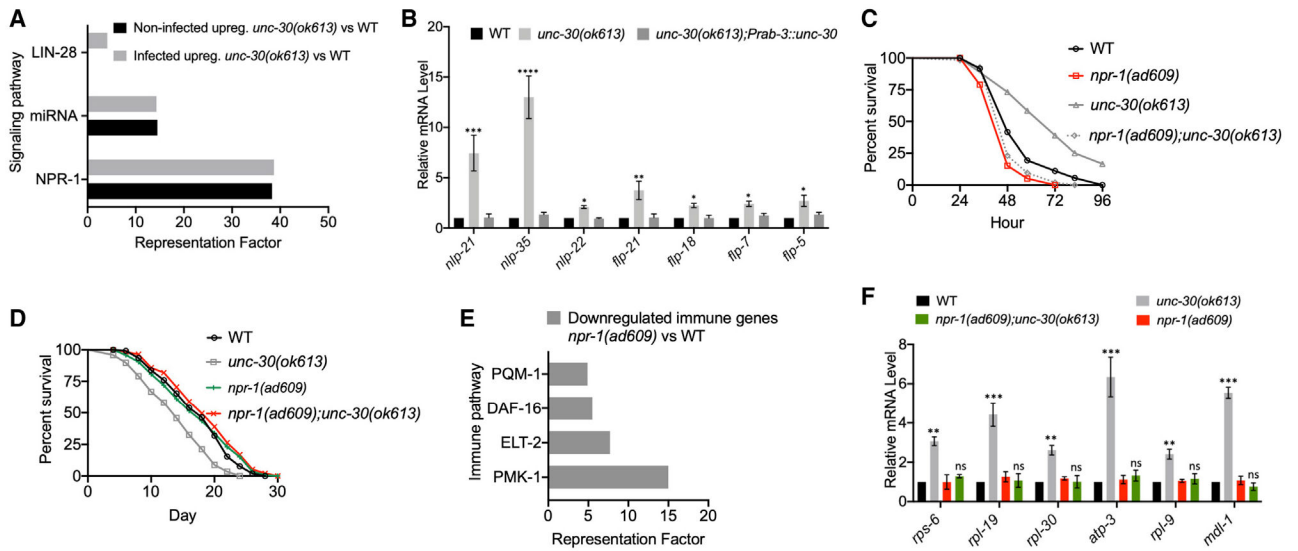 A
Non-infected upreg. unc-30(ok613) vs WT
Infected upreg. unc-30(ok613) vs WT
Signaling pathway
LIN-28
miRNA
NPR-1
0 10 20 30 40 50
Representation Factor
B
WT unc-30(ok613) unc-30(ok613);Prab-3::unc-30
Relative mRNA Level
20
15
10
5
0
*** **** * ** * * *
nlp-21 nlp-35 nlp-22 flp-21 flp-18 flp-7 flp-5
C
WT
npr-1(ad609)
unc-30(ok613)
npr-1(ad609);unc-30(ok613)
Percent survival
100
75
50
25
0
0 24 48 72 96
Hour
D
WT
unc-30(ok613)
npr-1(ad609)
npr-1(ad609);unc-30(ok613)
Percent survival
100
75
50
25
0
0 10 20 30
Day
E
Downregulated immune genes
npr-1(ad609) vs WT
Immune pathway
PQM-1
DAF-16
ELT-2
PMK-1
0 5 10 15 20
Representation Factor
F
WT unc-30(ok613)
npr-1(ad609);unc-30(ok613) npr-1(ad609)
Relative mRNA Level
8
6
4
2
0
** ns *** ns ** ns *** ns ** ns *** ns
rps-6 rpl-19 rpl-30 atp-3 rpl-9 mdl-1